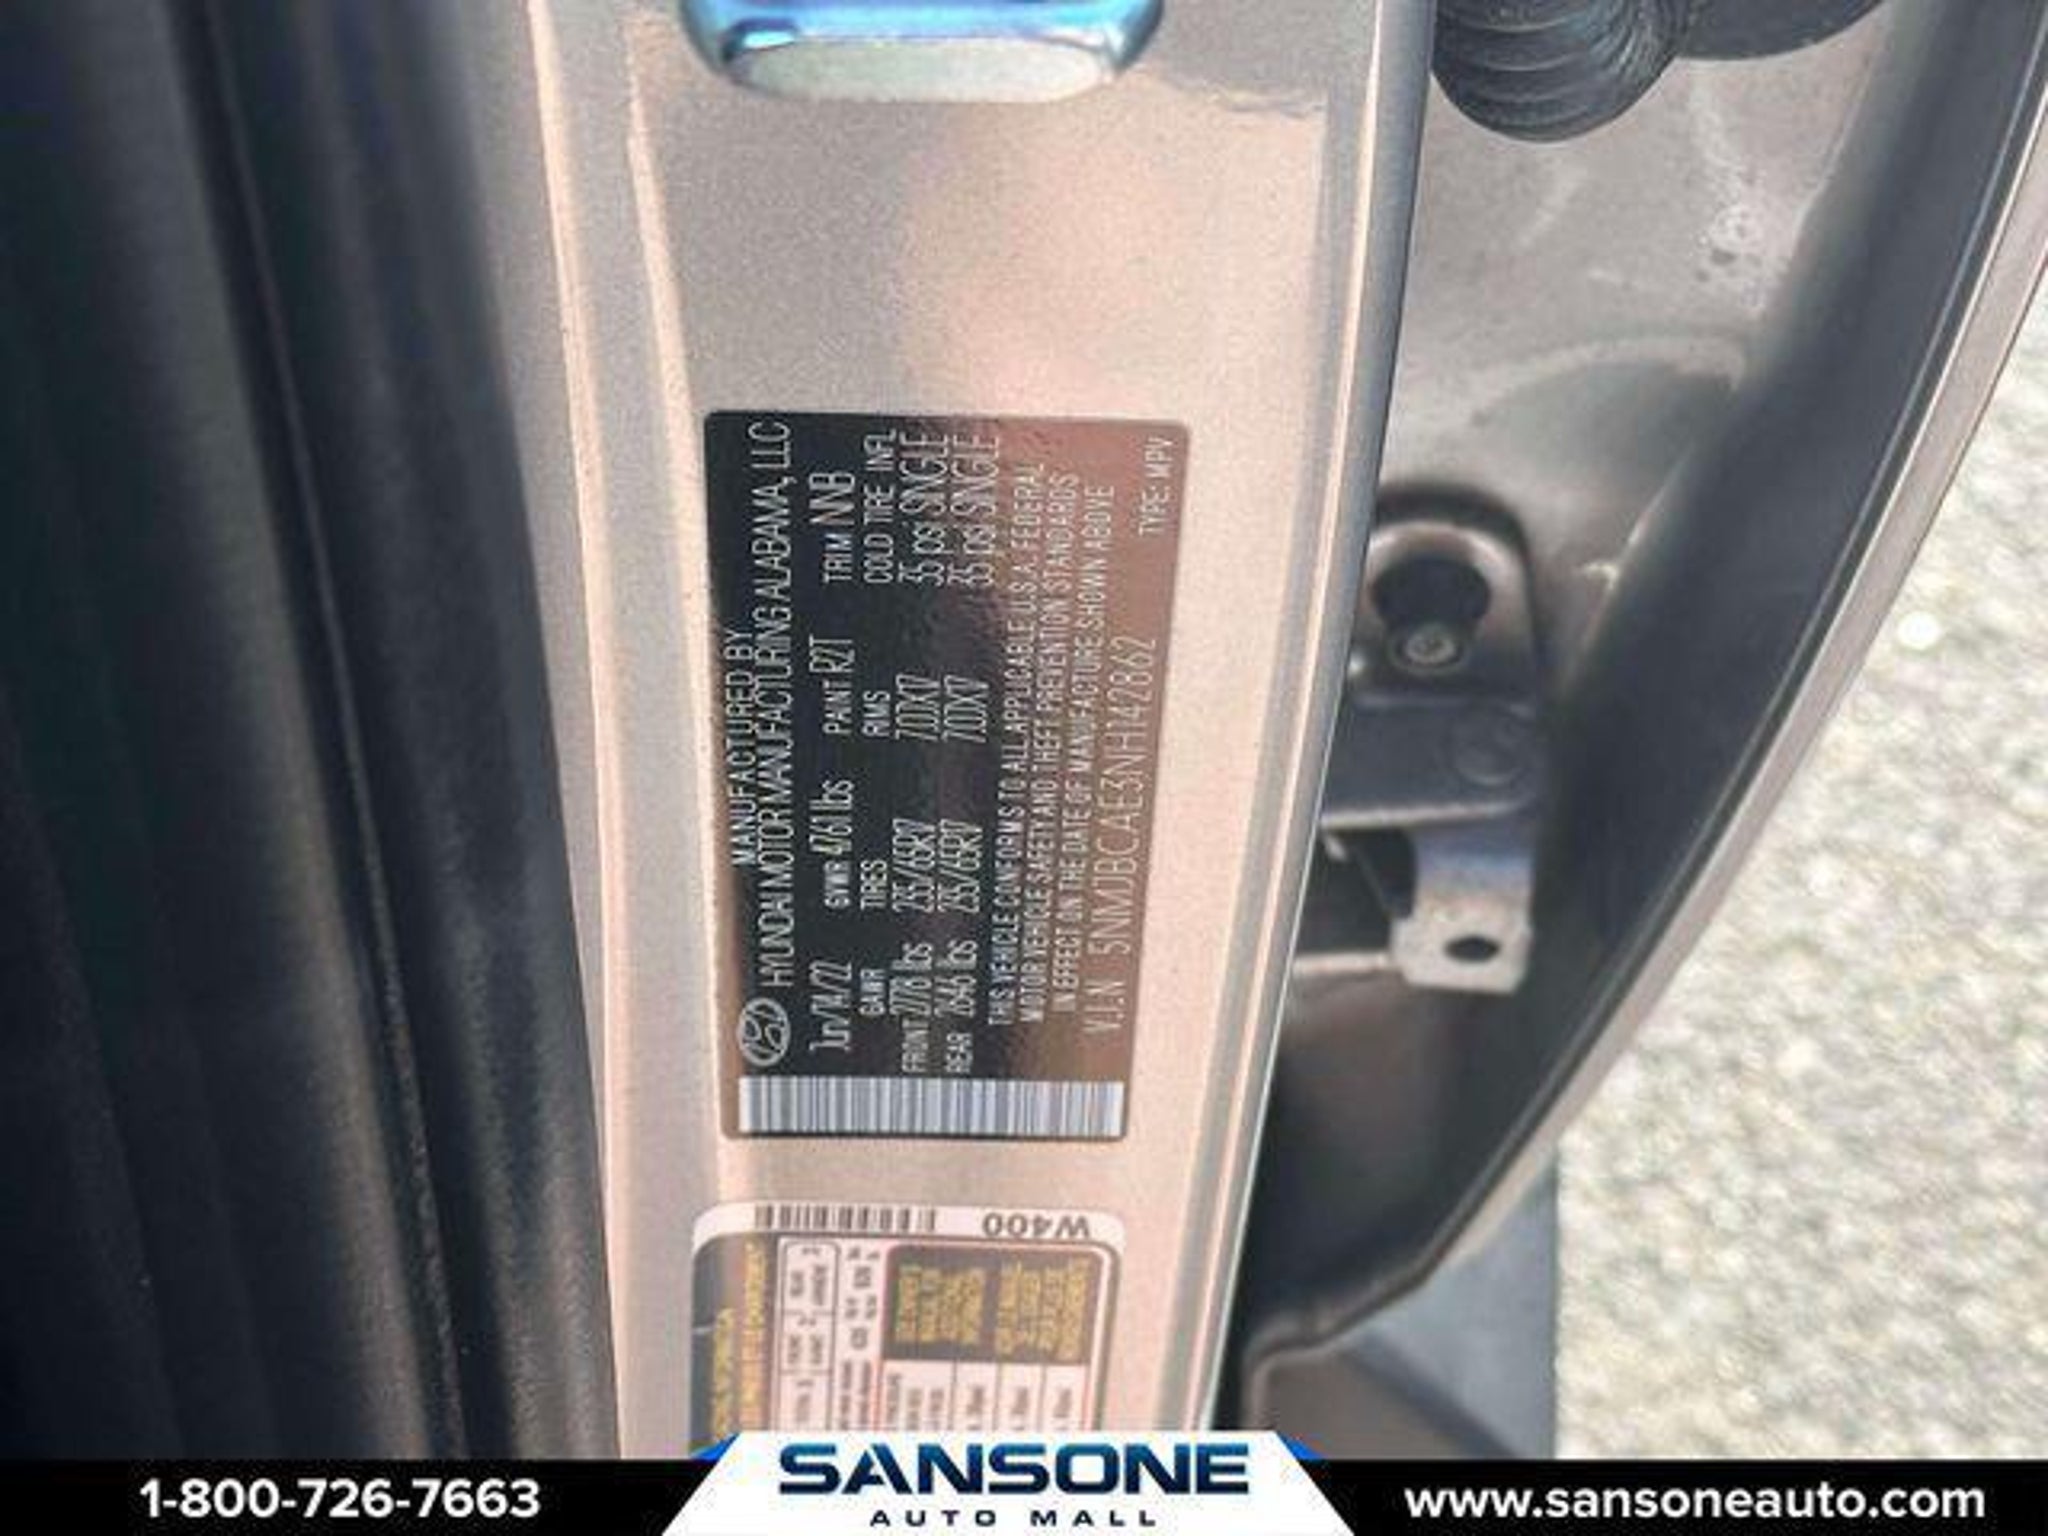 MANUFACTURED BY
HYUNDAI MOTOR MANUFACTURING ALABAMA, LLC
Jun/14/22 GVWR 4761 lbs PAINT R2T TRIM NNB
GAWR TIRES RIMS COLD TIRE INFL
FRONT 2778 lbs 235/65R17 7.0JX17 35 psi SINGLE
REAR 2646 lbs 235/65R17 7.0JX17 35 psi SINGLE
THIS VEHICLE CONFORMS TO ALL APPLICABLE U.S.A. FEDERAL
MOTOR VEHICLE SAFETY AND THEFT PREVENTION STANDARDS
IN EFFECT ON THE DATE OF MANUFACTURE SHOWN ABOVE
V.I.N 5NMJBCAE3NH142862 TYPE: MPV
W400
1-800-726-7663
SANSONE
AUTO MALL
www.sansoneauto.com